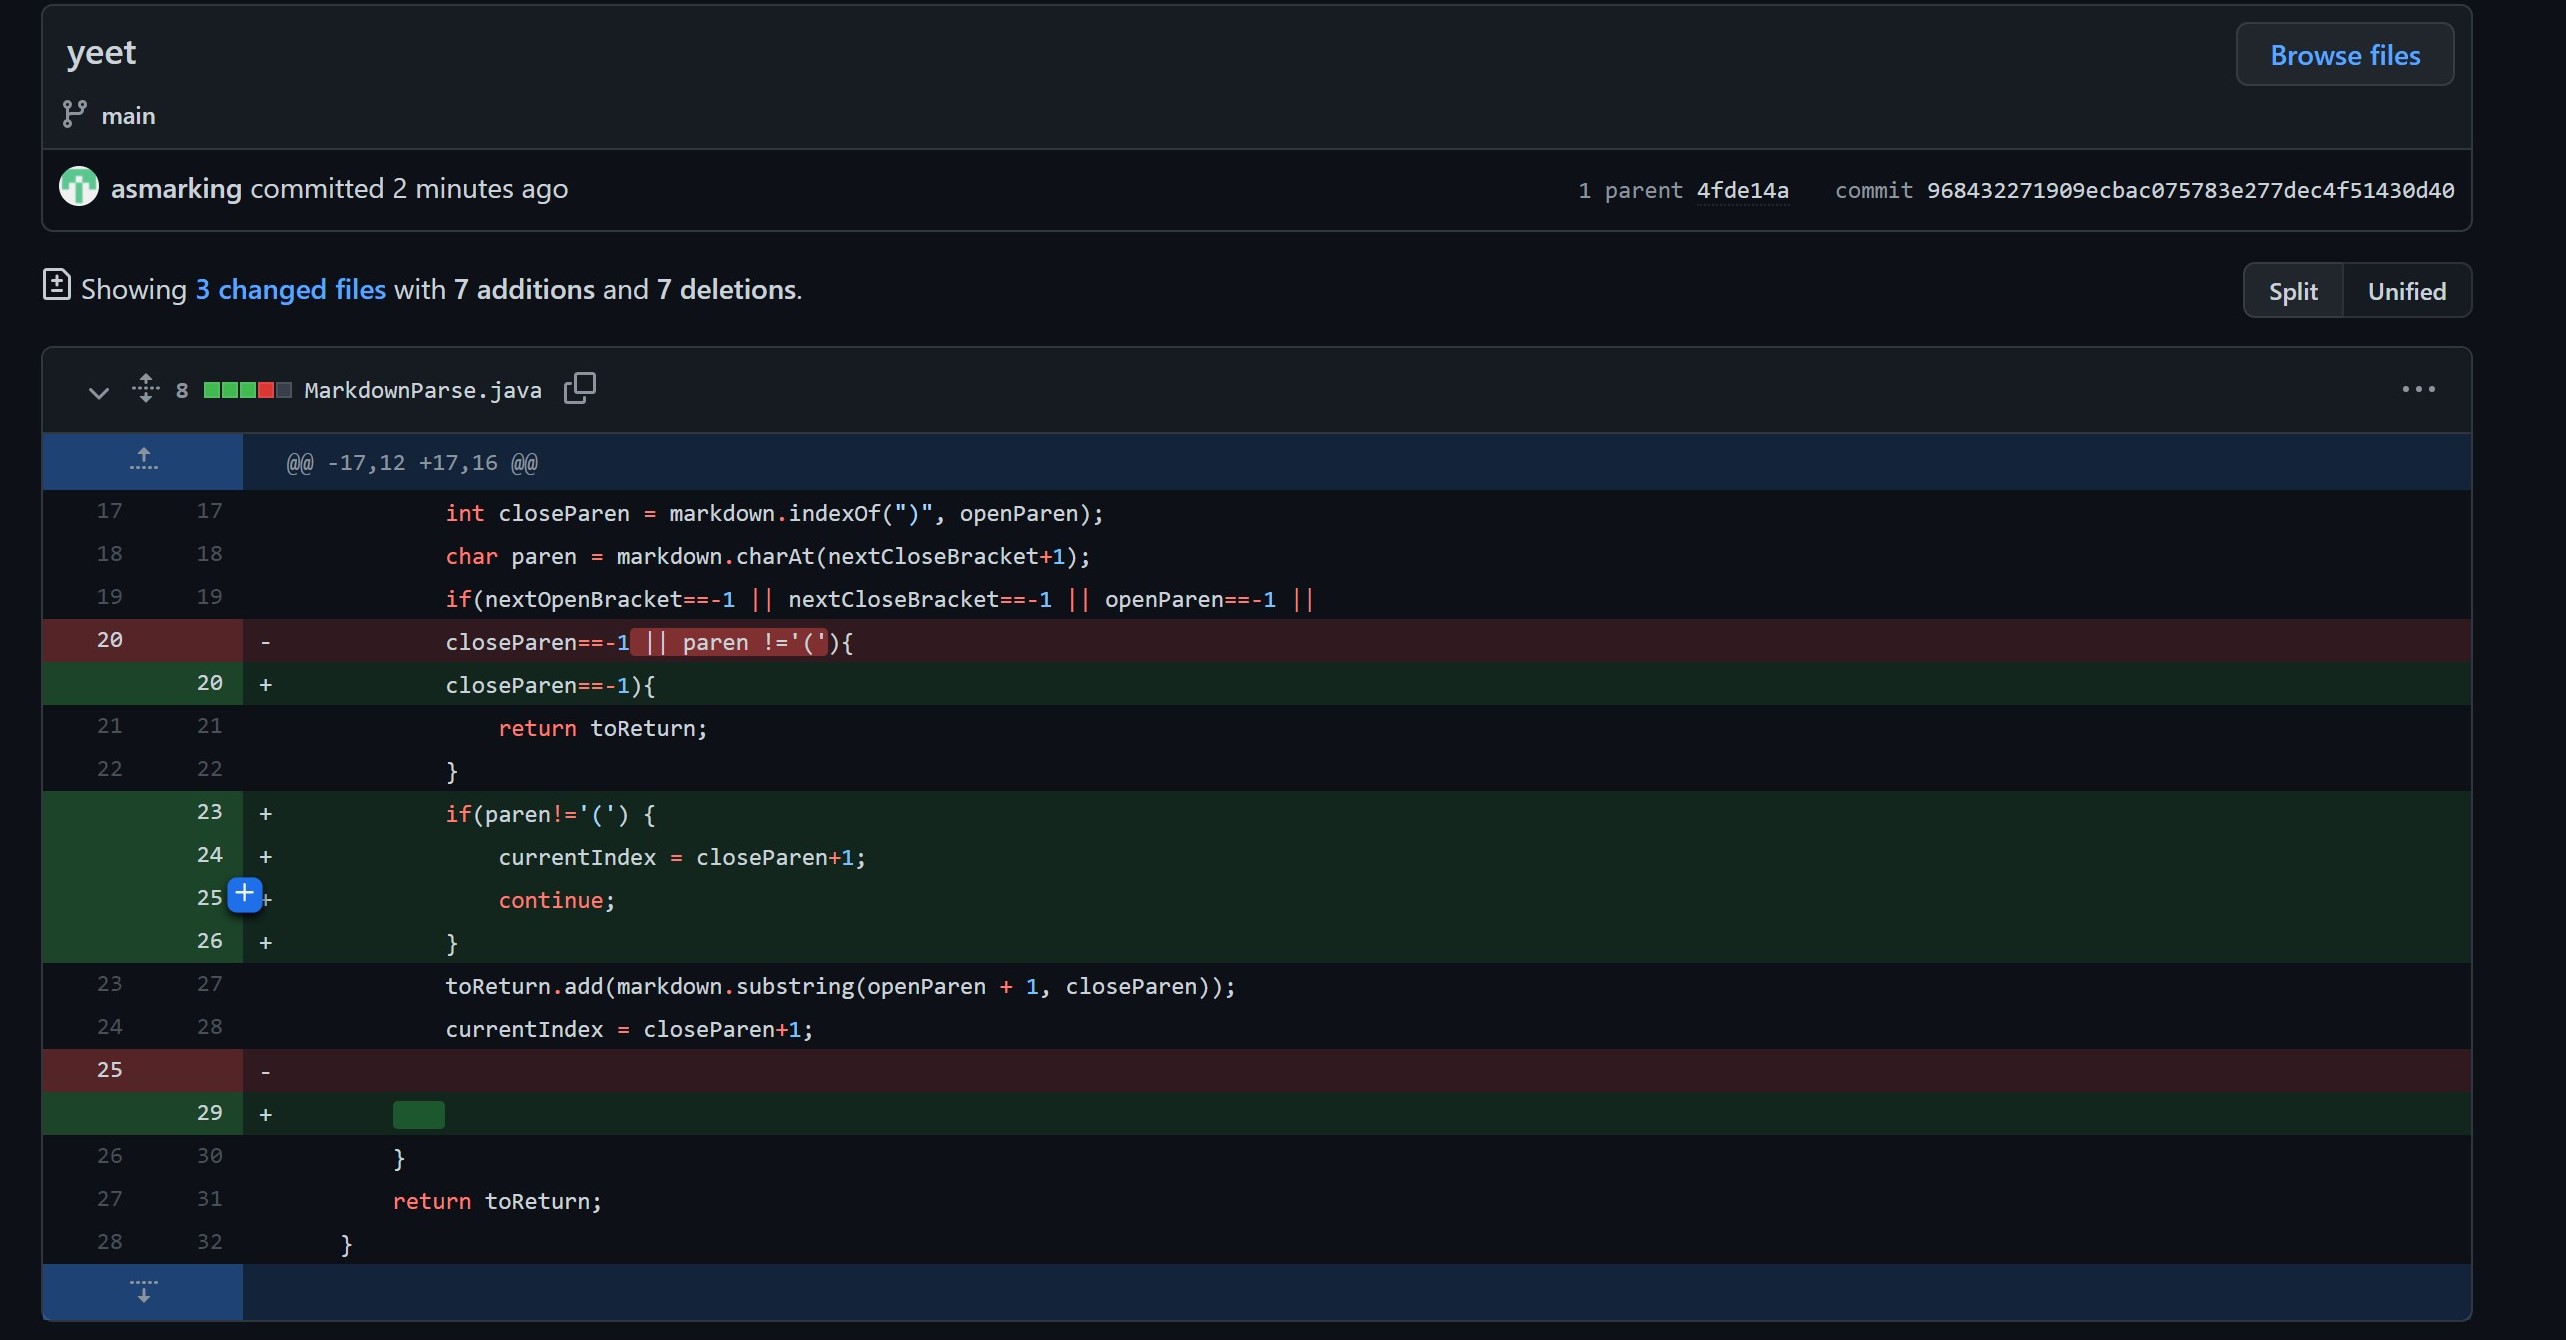 yeet
Browse files
main
asmarking committed 2 minutes ago
1 parent 4fde14a commit 968432271909ecbac075783e277dec4f51430d40
Showing 3 changed files with 7 additions and 7 deletions.
Split Unified
8 MarkdownParse.java
@@ -17,12 +17,16 @@
17 17 int closeParen = markdown.indexOf(")", openParen);
18 18 char paren = markdown.charAt(nextCloseBracket+1);
19 19 if(nextOpenBracket==-1 || nextCloseBracket==-1 || openParen==-1 ||
20 - closeParen==-1 || paren !='('){
20 + closeParen==-1){
21 21 return toReturn;
22 22 }
23 + if(paren!='(') {
24 + currentIndex = closeParen+1;
25 + continue;
26 + }
23 27 toReturn.add(markdown.substring(openParen + 1, closeParen));
24 28 currentIndex = closeParen+1;
25 -
29 +
26 30 }
27 31 return toReturn;
28 32 }